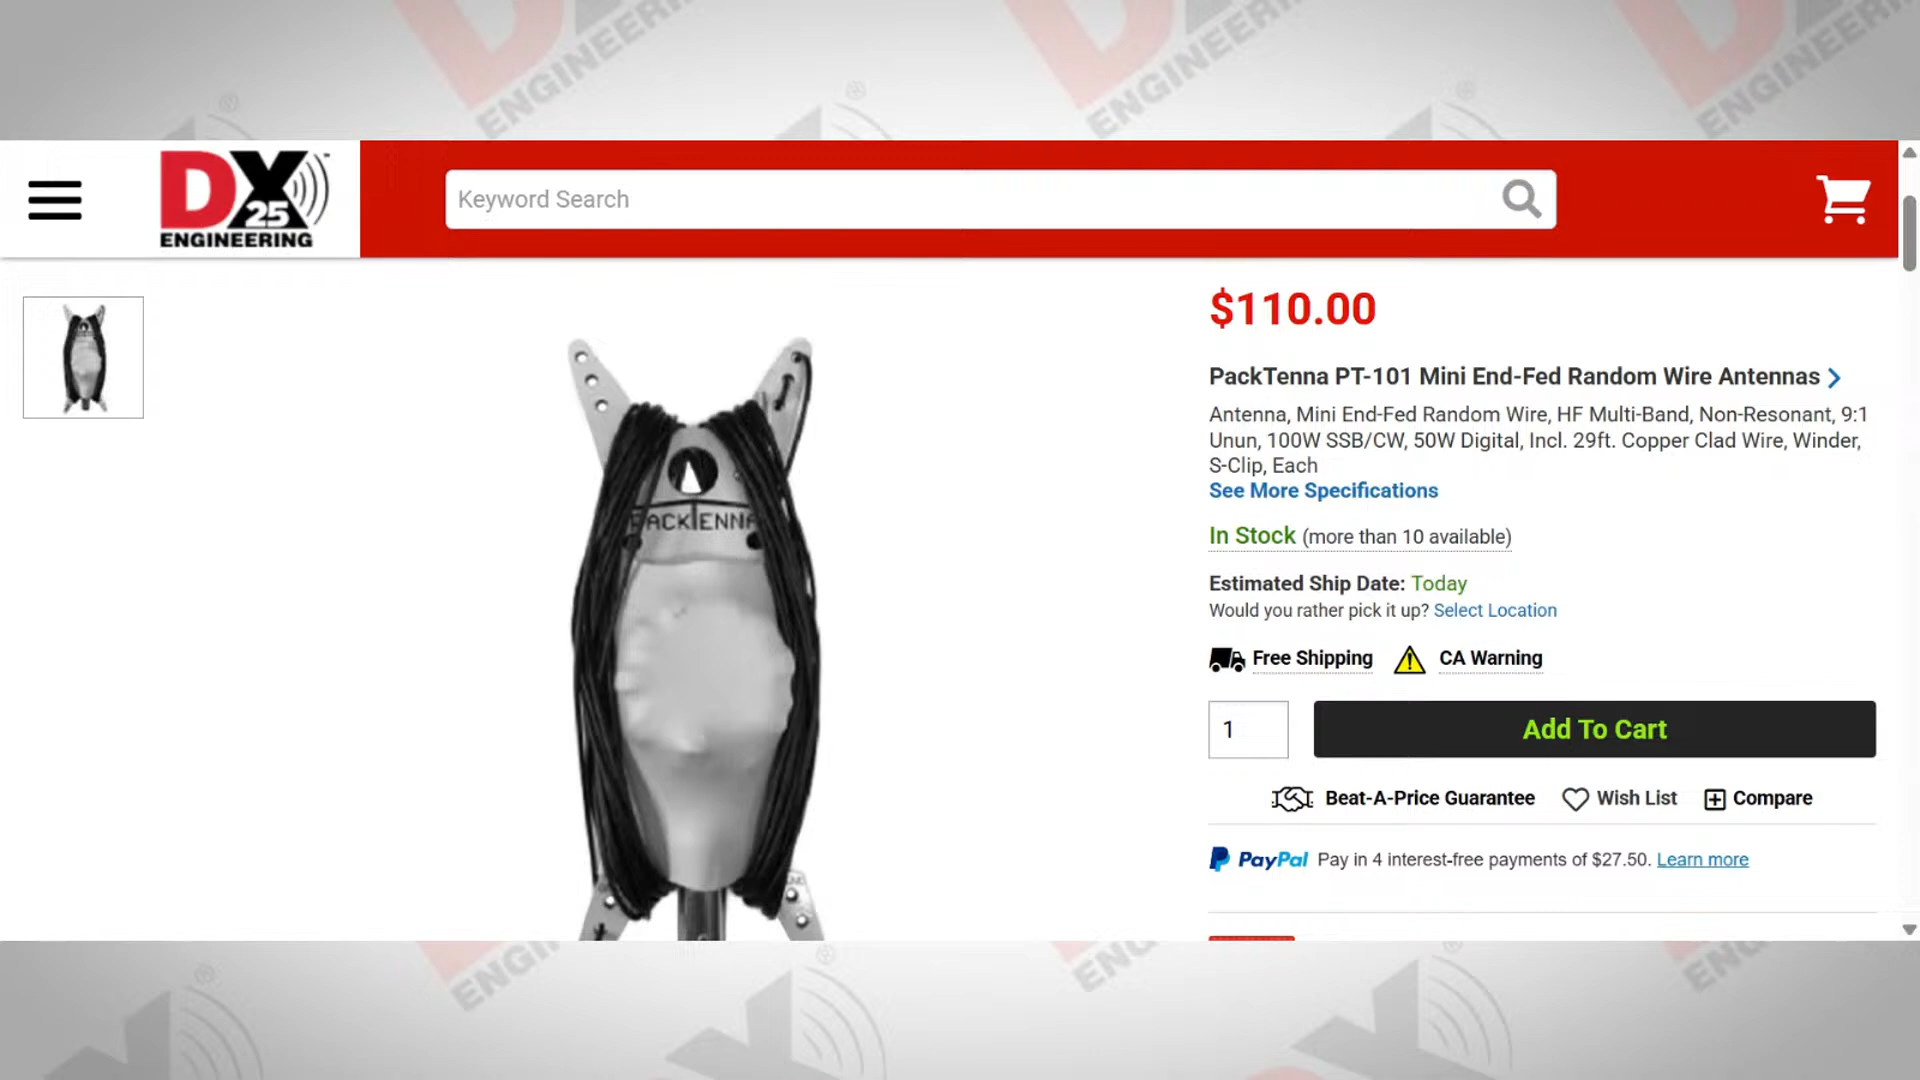 ENGINEERING
ENGINEERING
ENGINEERING
DX
25
ENGINEERING
Keyword Search
$110.00
PackTenna PT-101 Mini End-Fed Random Wire Antennas
Antenna, Mini End-Fed Random Wire, HF Multi-Band, Non-Resonant, 9:1
Unun, 100W SSB/CW, 50W Digital, Incl. 29ft. Copper Clad Wire, Winder,
S-Clip, Each
See More Specifications
In Stock (more than 10 available)
Estimated Ship Date: Today
Would you rather pick it up? Select Location
Free Shipping CA Warning
1 Add To Cart
Beat-A-Price Guarantee Wish List Compare
PayPal Pay in 4 interest-free payments of $27.50. Learn more
PACKTENNA